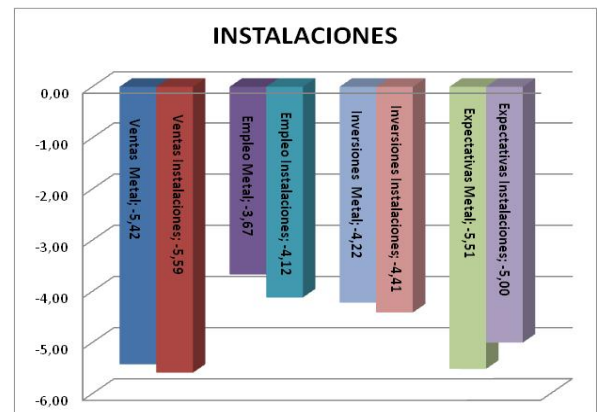 INSTALACIONES
0,00
-1,00
-2,00
-3,00
-4,00
-5,00
-6,00
Ventas Metal; -5,42
Ventas Instalaciones; -5,59
Empleo Metal; -3,67
Empleo Instalaciones; -4,12
Inversiones Metal; -4,22
Inversiones Instalaciones; -4,41
Expectativas Metal; -5,51
Expectativas Instalaciones; -5,00